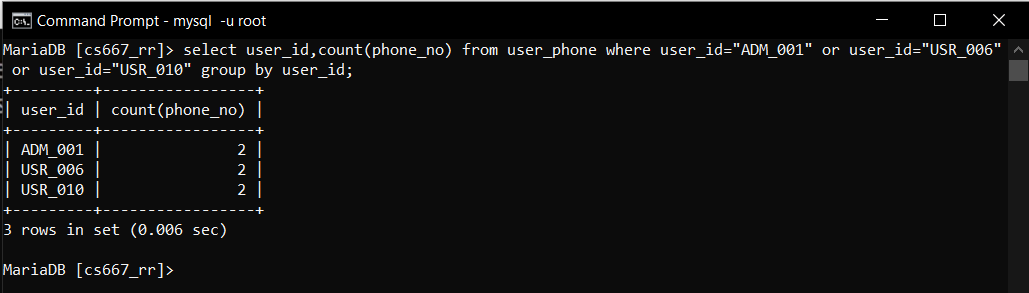 Command Prompt - mysql  -u root
MariaDB [cs667_rr]> select user_id,count(phone_no) from user_phone where user_id="ADM_001" or user_id="USR_006"
 or user_id="USR_010" group by user_id;
+---------+-----------------+
| user_id | count(phone_no) |
+---------+-----------------+
| ADM_001 |               2 |
| USR_006 |               2 |
| USR_010 |               2 |
+---------+-----------------+
3 rows in set (0.006 sec)
MariaDB [cs667_rr]>